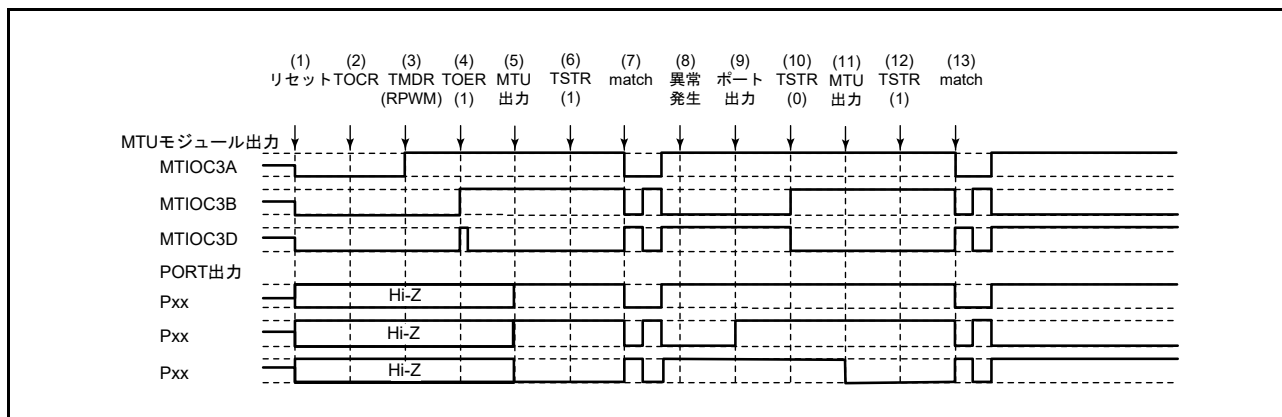 (1) (2) (3) (4) (5) (6) (7) (8) (9) (10) (11) (12) (13)
リセット TOCR TMDR TOER MTU TSTR match 異常 ポート TSTR MTU TSTR match
(RPWM) (1) 出力 (1) 発生 出力 (0) 出力 (1)
MTUモジュール出力
MTIOC3A
MTIOC3B
MTIOC3D
PORT出力
Pxx Hi-Z
Pxx Hi-Z
Pxx Hi-Z